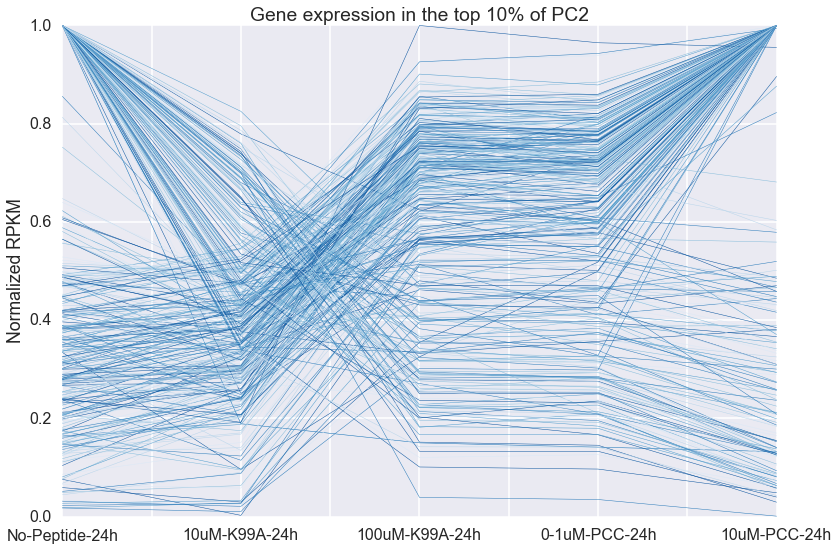 Gene expression in the top 10% of PC2
Normalized RPKM
1.0
0.8
0.6
0.4
0.2
0.0
No-Peptide-24h 10uM-K99A-24h 100uM-K99A-24h 0-1uM-PCC-24h 10uM-PCC-24h